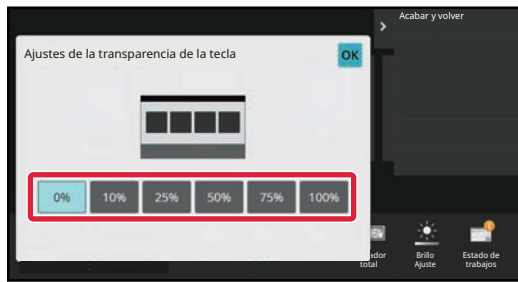 Acabar y volver
Ajustes de la transparencia de la tecla
OK
0% 10% 25% 50% 75% 100%
total
Brillo
Ajuste
Estado de
trabajos